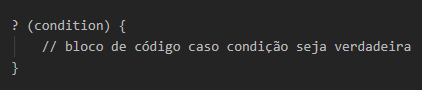 ? (condition) {
// bloco de código caso condição seja verdadeira
}